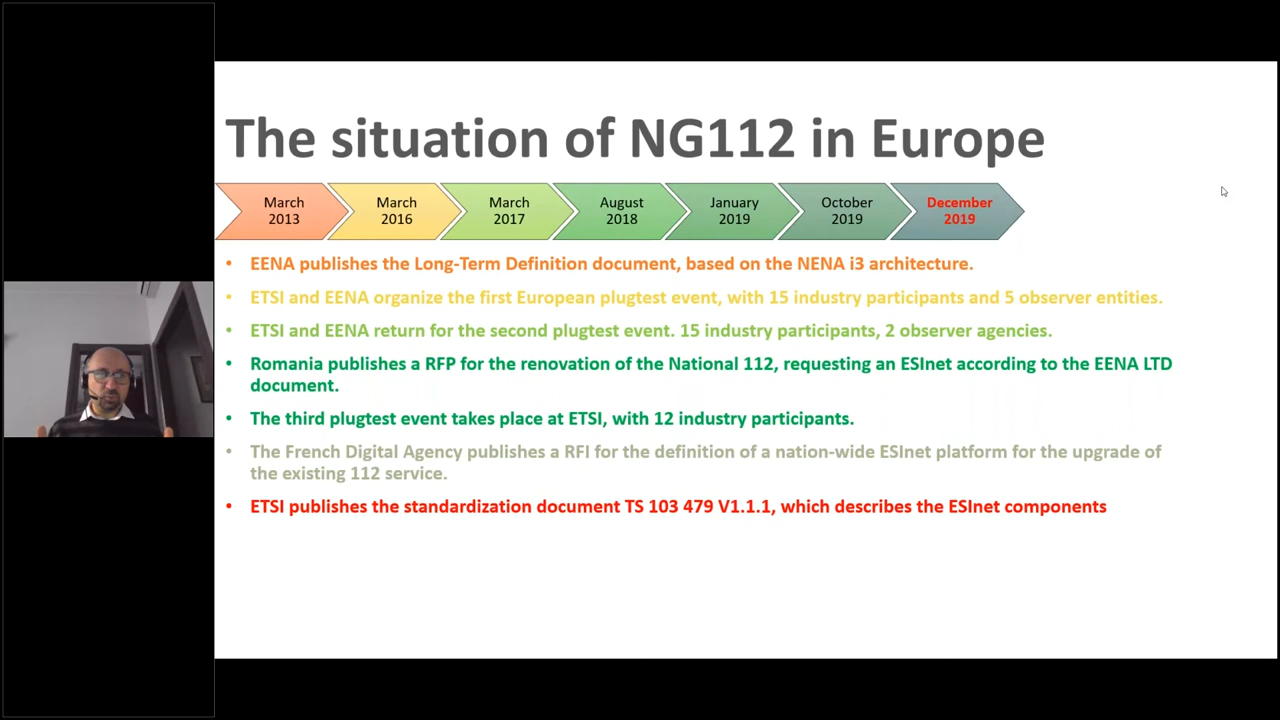 The situation of NG112 in Europe
March 2013
March 2016
March 2017
August 2018
January 2019
October 2019
December 2019
• EENA publishes the Long-Term Definition document, based on the NENA i3 architecture.
• ETSI and EENA organize the first European plugtest event, with 15 industry participants and 5 observer entities.
• ETSI and EENA return for the second plugtest event. 15 industry participants, 2 observer agencies.
• Romania publishes a RFP for the renovation of the National 112, requesting an ESInet according to the EENA LTD
document.
• The third plugtest event takes place at ETSI, with 12 industry participants.
• The French Digital Agency publishes a RFI for the definition of a nation-wide ESInet platform for the upgrade of
the existing 112 service.
• ETSI publishes the standardization document TS 103 479 V1.1.1, which describes the ESInet components